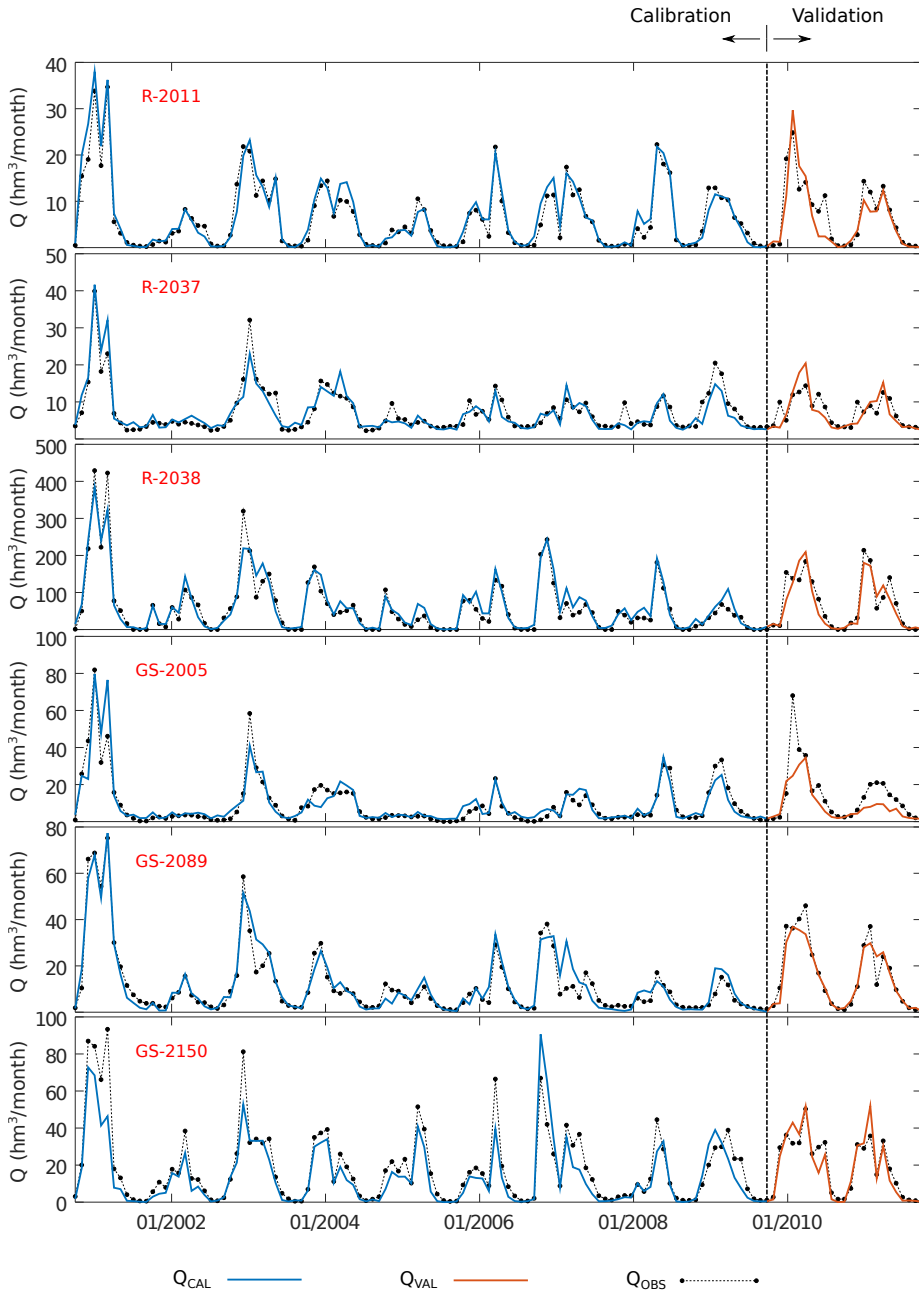 Calibration Validation
40
30
20
10
Q (hm³/month)
R-2011
50
40
30
20
10
Q (hm³/month)
R-2037
500
400
300
200
100
Q (hm³/month)
R-2038
100
80
60
40
20
Q (hm³/month)
GS-2005
80
60
40
20
Q (hm³/month)
GS-2089
100
80
60
40
20
0
Q (hm³/month)
GS-2150
01/2002 01/2004 01/2006 01/2008 01/2010
Q_CAL Q_VAL Q_OBS